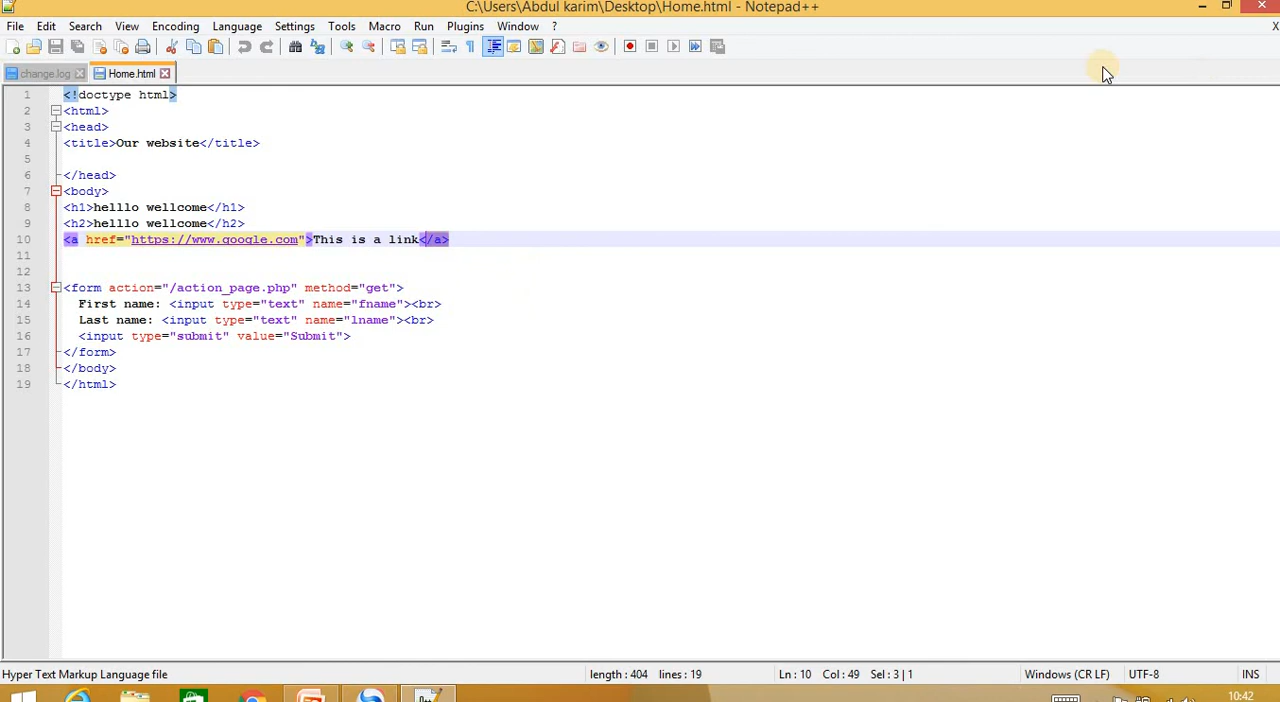 C:\Users\Abdul karim\Desktop\Home.html - Notepad++
File Edit Search View Encoding Language Settings Tools Macro Run Plugins Window ? X
change.log Home.html
1 <!doctype html>
2 <html>
3 <head>
4 <title>Our website</title>
5
6 </head>
7 <body>
8 <h1>helllo wellcome</h1>
9 <h2>helllo wellcome</h2>
10 <a href="https://www.google.com">This is a link</a>
11
12
13 <form action="/action_page.php" method="get">
14 First name: <input type="text" name="fname"><br>
15 Last name: <input type="text" name="lname"><br>
16 <input type="submit" value="Submit">
17 </form>
18 </body>
19 </html>
Hyper Text Markup Language file length : 404 lines : 19 Ln : 10 Col : 49 Sel : 3 | 1 Windows (CR LF) UTF-8 INS
10:42